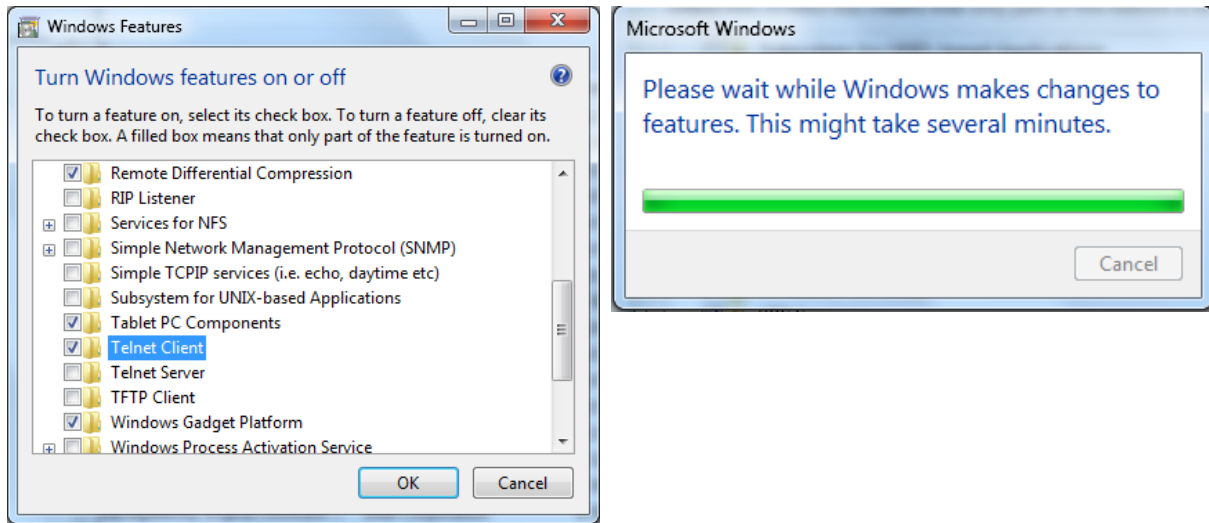 Windows Features
Turn Windows features on or off
To turn a feature on, select its check box. To turn a feature off, clear its
check box. A filled box means that only part of the feature is turned on.
Remote Differential Compression
RIP Listener
Services for NFS
Simple Network Management Protocol (SNMP)
Simple TCPIP services (i.e. echo, daytime etc)
Subsystem for UNIX-based Applications
Tablet PC Components
Telnet Client
Telnet Server
TFTP Client
Windows Gadget Platform
Windows Process Activation Service
OK
Cancel
Microsoft Windows
Please wait while Windows makes changes to
features. This might take several minutes.
Cancel